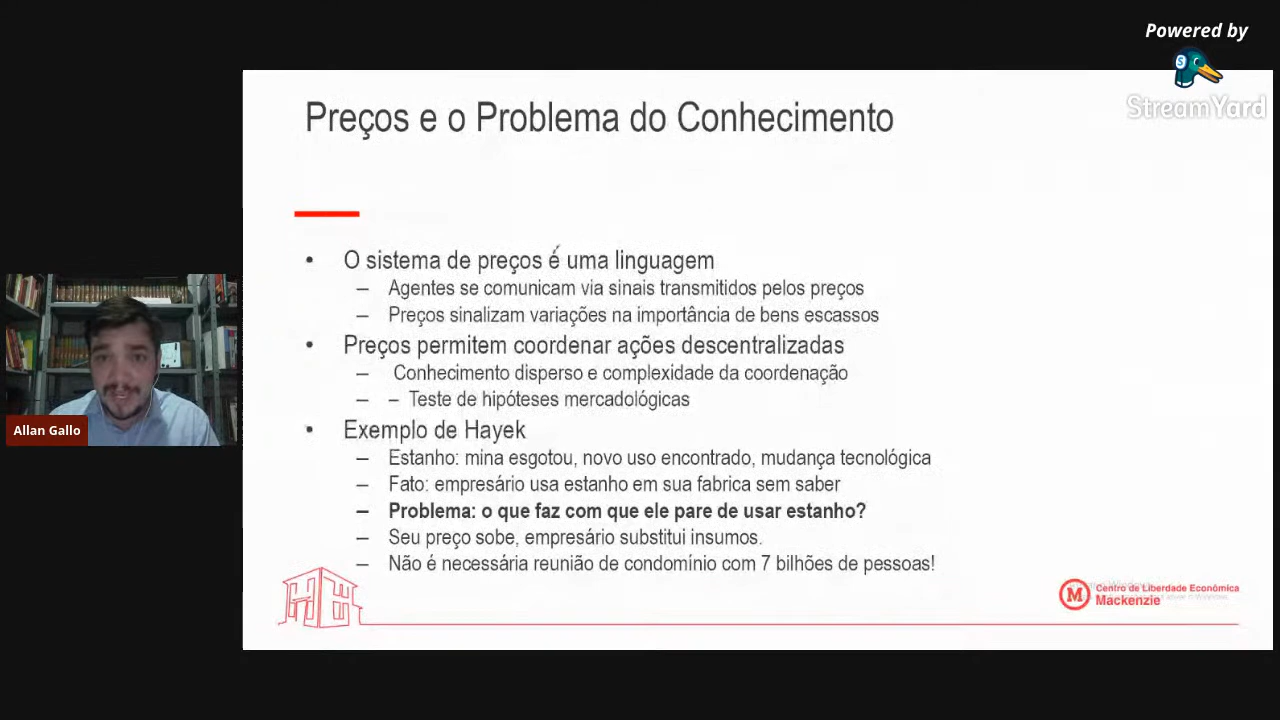 Powered by
StreamYard
Preços e o Problema do Conhecimento
• O sistema de preços é uma linguagem
– Agentes se comunicam via sinais transmitidos pelos preços
– Preços sinalizam variações na importância de bens escassos
• Preços permitem coordenar ações descentralizadas
– Conhecimento disperso e complexidade da coordenação
– – Teste de hipóteses mercadológicas
• Exemplo de Hayek
– Estanho: mina esgotou, novo uso encontrado, mudança tecnológica
– Fato: empresário usa estanho em sua fabrica sem saber
– Problema: o que faz com que ele pare de usar estanho?
– Seu preço sobe, empresário substitui insumos.
– Não é necessária reunião de condomínio com 7 bilhões de pessoas!
Allan Gallo
M
Centro de Liberdade Econômica
Mackenzie